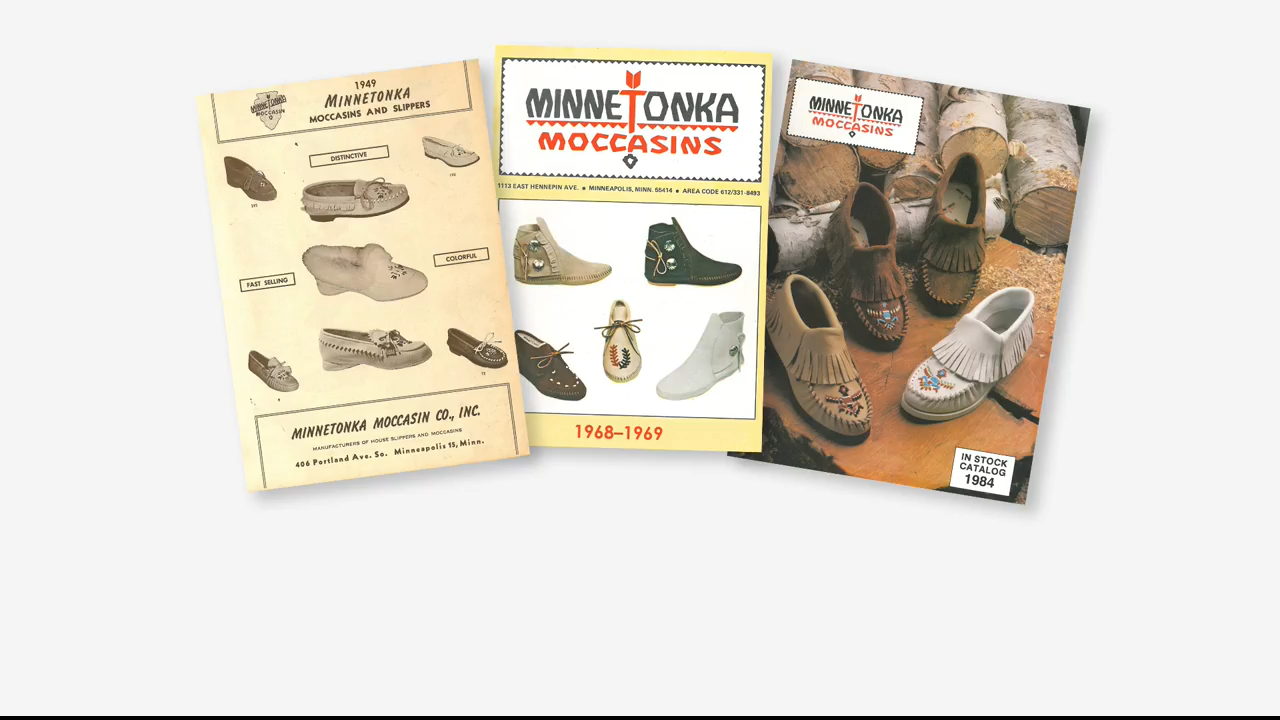 1949
MINNETONKA
MOCCASINS AND SLIPPERS
MINNETONKA
MOCCASIN
DISTINCTIVE
COLORFUL
FAST SELLING
MINNETONKA MOCCASIN CO., INC.
MANUFACTURERS OF HOUSE SLIPPERS AND MOCCASINS
406 Portland Ave. So. Minneapolis 15, Minn.
MINNETONKA
MOCCASINS
1113 EAST HENNEPIN AVE. • MINNEAPOLIS, MINN. 55414 • AREA CODE 612/331-8493
1968–1969
MINNETONKA
MOCCASINS
IN STOCK
CATALOG
1984